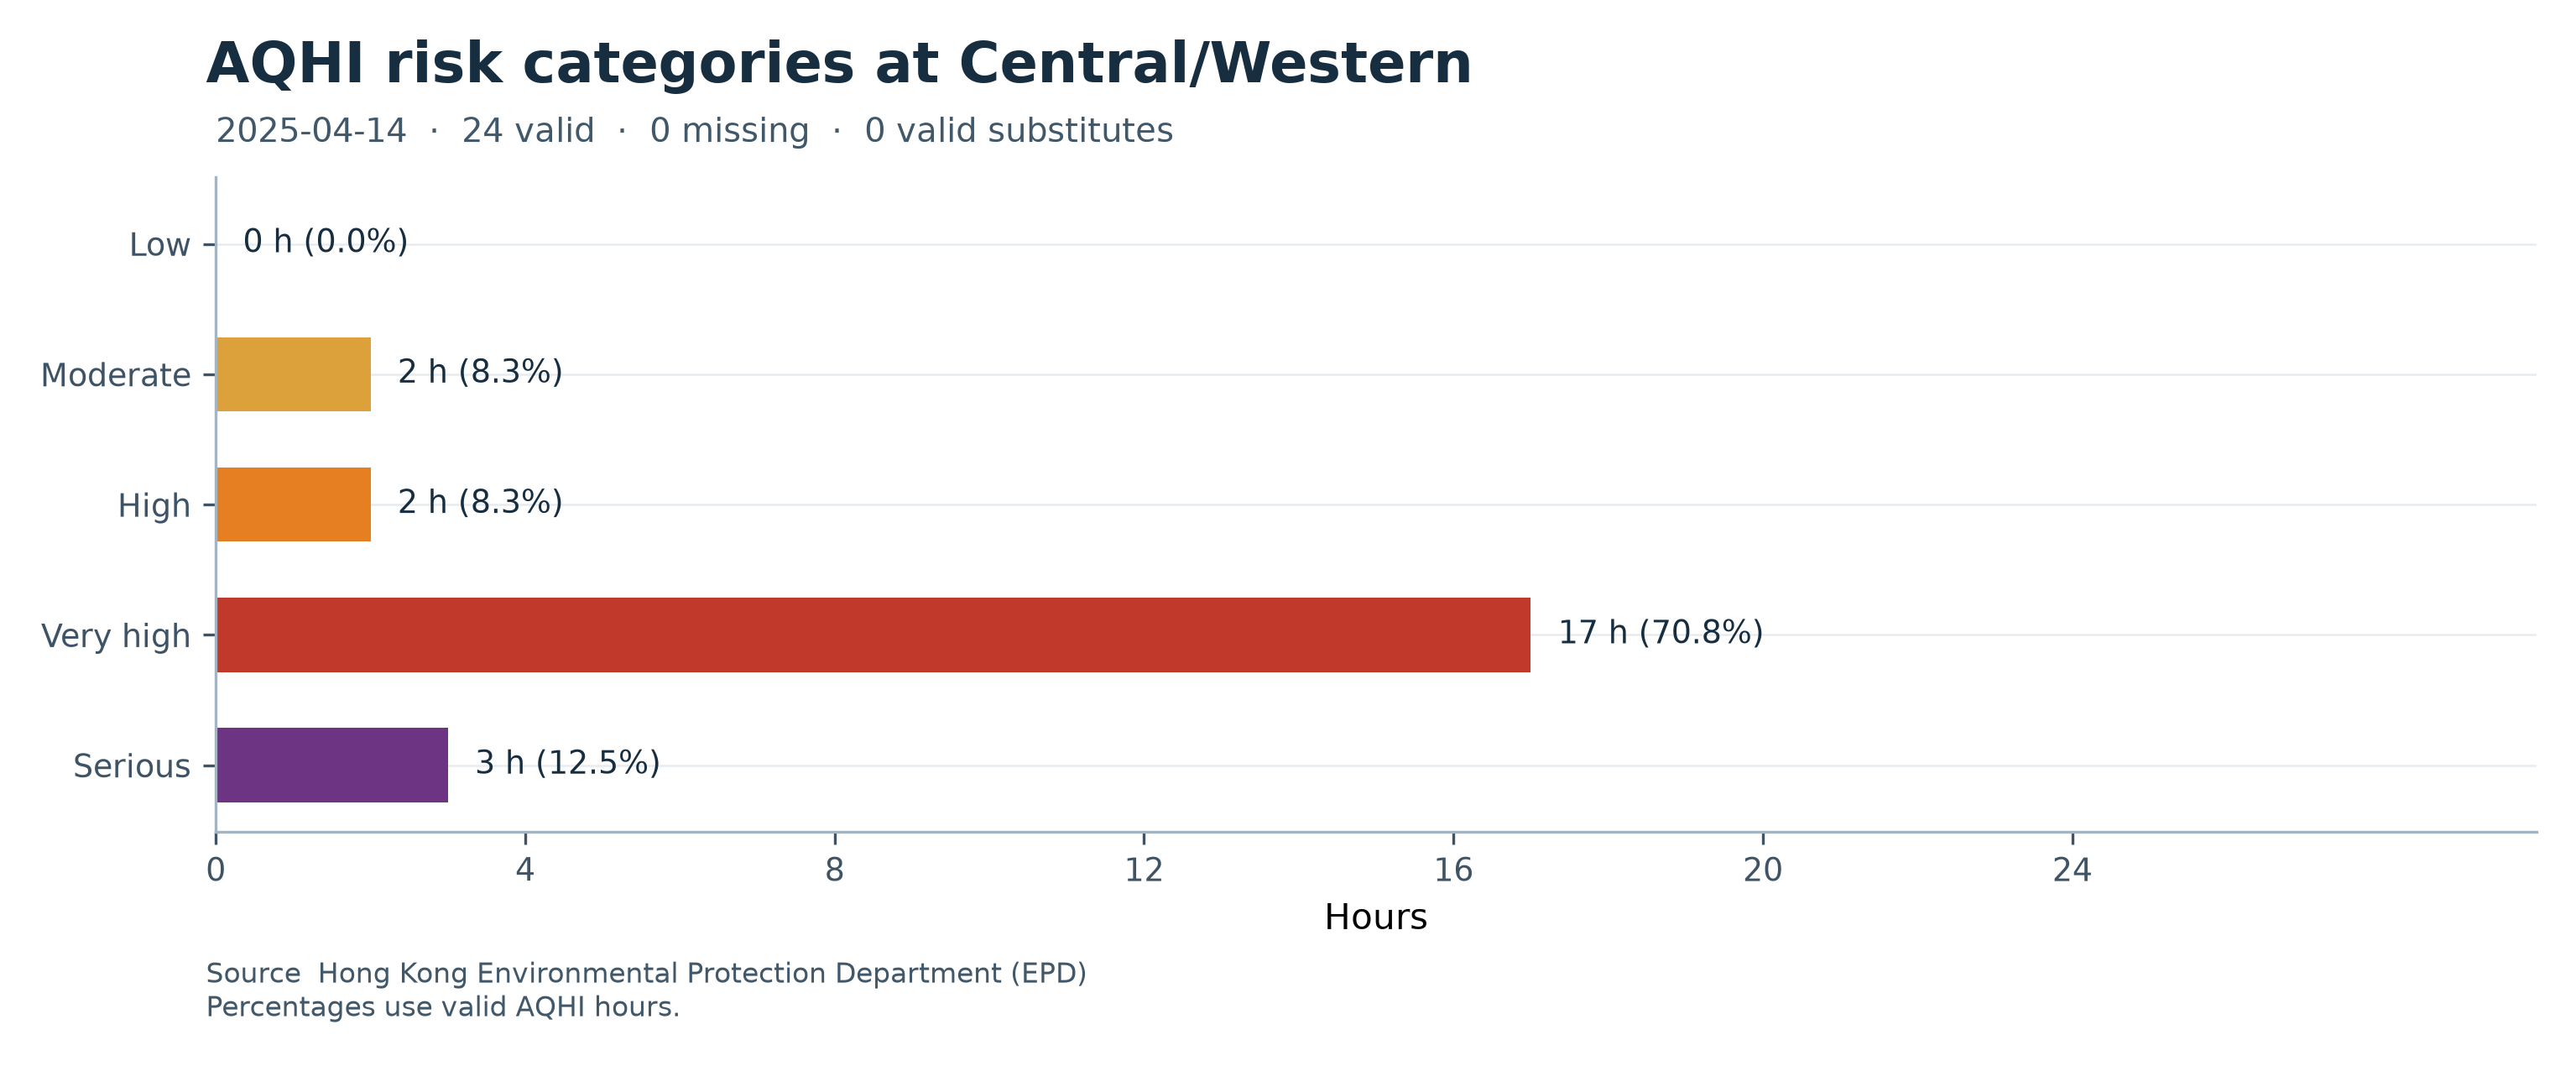 AQHI risk categories at Central/Western
2025-04-14 · 24 valid · 0 missing · 0 valid substitutes
Low 0 h (0.0%)
Moderate 2 h (8.3%)
High 2 h (8.3%)
Very high 17 h (70.8%)
Serious 3 h (12.5%)
0 4 8 12 16 20 24
Hours
Source Hong Kong Environmental Protection Department (EPD)
Percentages use valid AQHI hours.